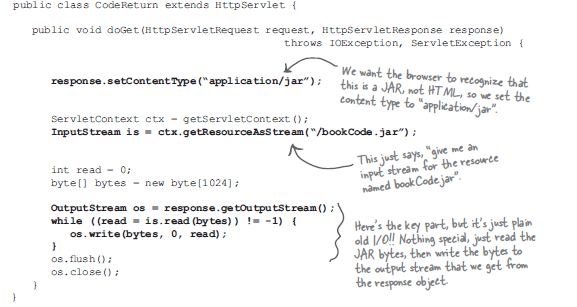 public class CodeReturn extends HttpServlet {
public void doGet(HttpServletRequest request, HttpServletResponse response)
throws IOException, ServletException {
response.setContentType("application/jar");
We want the browser to recognize that
this is a JAR, not HTML, so we set the
content type to "application/jar".
ServletContext ctx = getServletContext();
InputStream is = ctx.getResourceAsStream("/bookCode.jar");
This just says, "give me an
input stream for the resource
named bookCode.jar".
int read = 0;
byte[] bytes = new byte[1024];
OutputStream os = response.getOutputStream();
while ((read = is.read(bytes)) != -1) {
os.write(bytes, 0, read);
}
os.flush();
os.close();
}
}
Here's the key part, but it's just plain
old I/O!! Nothing special, just read the
JAR bytes, then write the bytes to
the output stream that we get from
the response object.